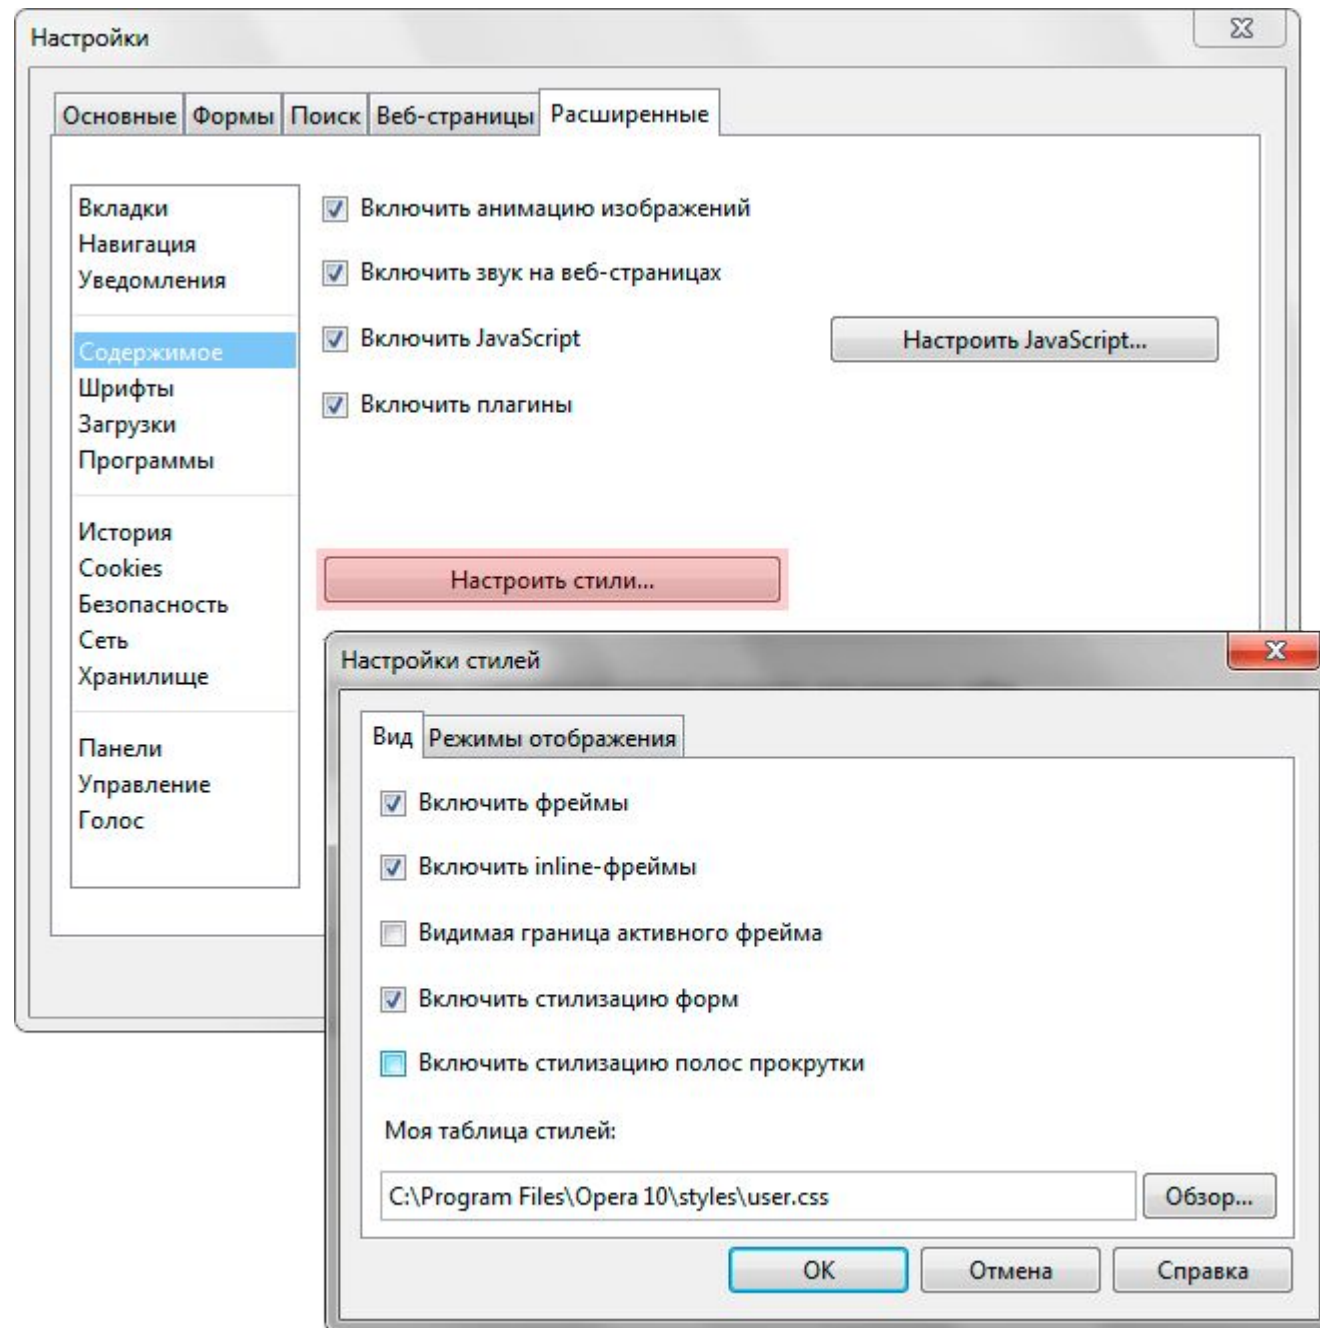 Настройки
Основные Формы Поиск Веб-страницы Расширенные
Вкладки
Навигация
Уведомления
Содержимое
Шрифты
Загрузки
Программы
История
Cookies
Безопасность
Сеть
Хранилище
Панели
Управление
Голос
Включить анимацию изображений
Включить звук на веб-страницах
Включить JavaScript
Настроить JavaScript...
Включить плагины
Настроить стили...
Настройки стилей
Вид Режимы отображения
Включить фреймы
Включить inline-фреймы
Видимая граница активного фрейма
Включить стилизацию форм
Включить стилизацию полос прокрутки
Моя таблица стилей:
C:\Program Files\Opera 10\styles\user.css
Обзор...
OK Отмена Справка